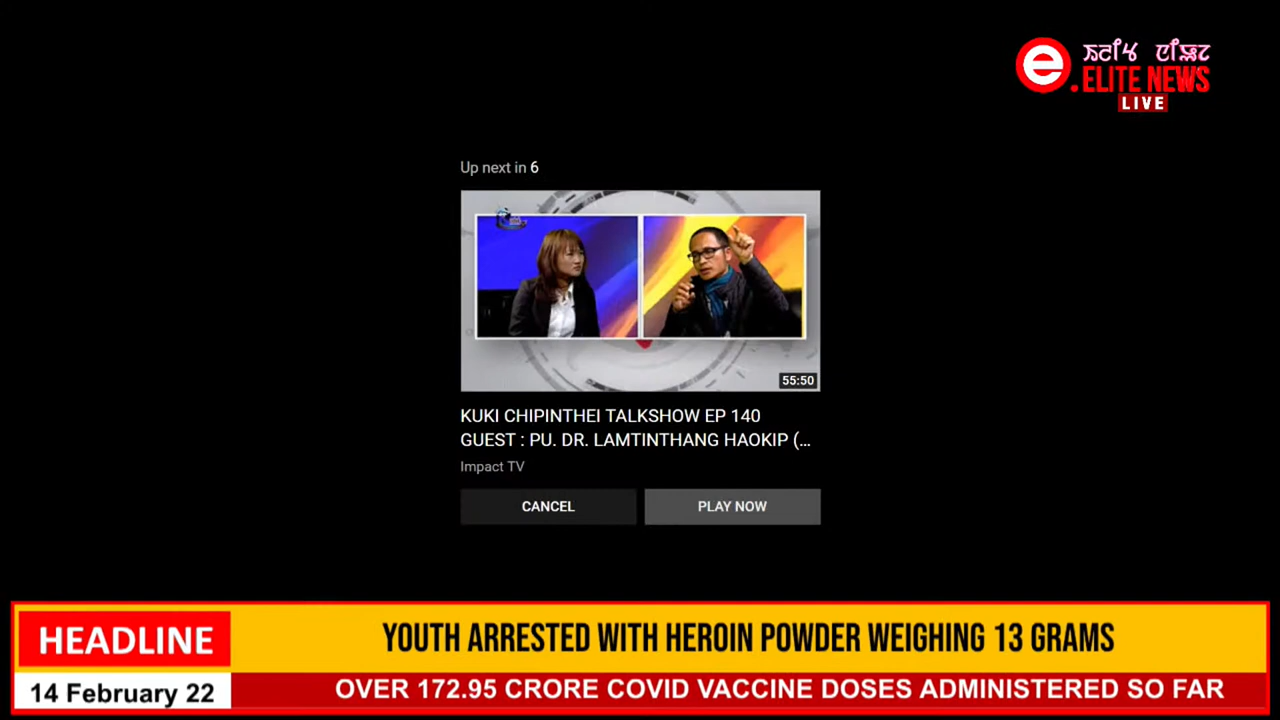 ꯏꯂꯥꯏꯠ ꯅꯤꯎꯖ
e.ELITE NEWS
LIVE
Up next in 6
55:50
KUKI CHIPINTHEI TALKSHOW EP 140
GUEST : PU. DR. LAMTINTHANG HAOKIP (...
Impact TV
CANCEL
PLAY NOW
HEADLINE
YOUTH ARRESTED WITH HEROIN POWDER WEIGHING 13 GRAMS
14 February 22
OVER 172.95 CRORE COVID VACCINE DOSES ADMINISTERED SO FAR